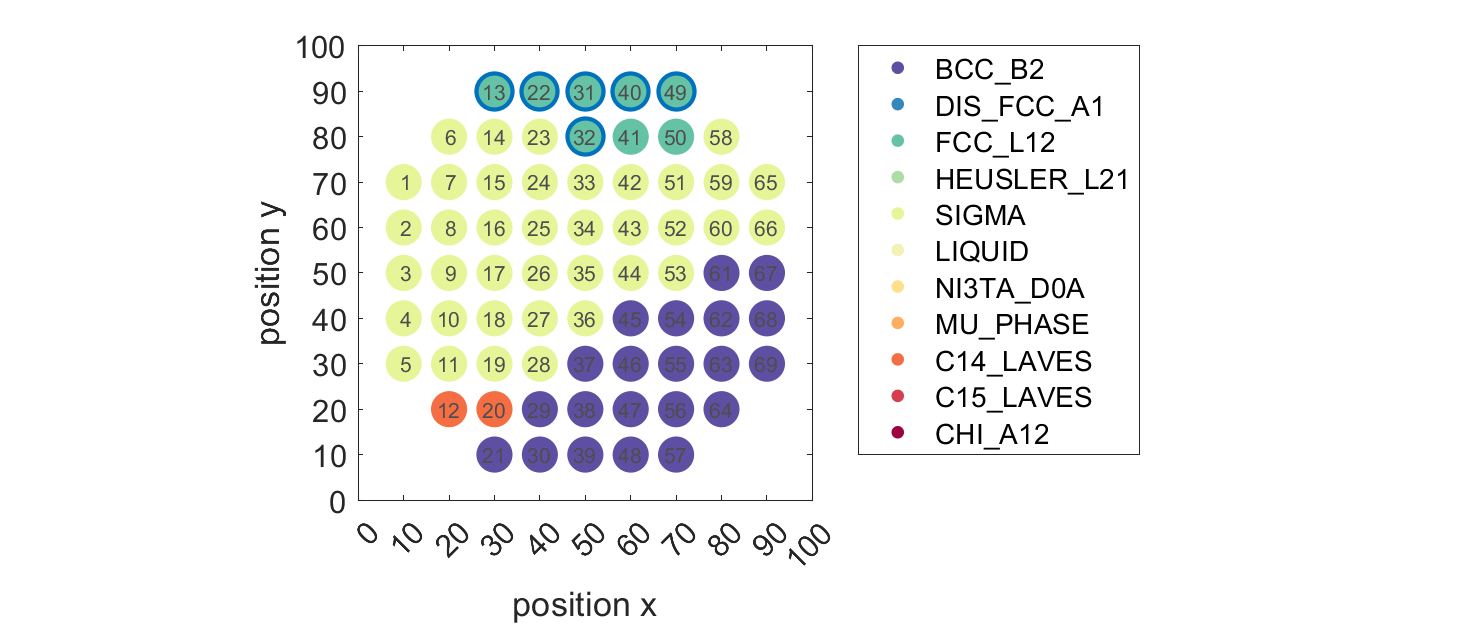 100
90
80
70
60
50
40
30
20
10
0
position y
13 22 31 40 49
6 14 23 32 41 50 58
1 7 15 24 33 42 51 59 65
2 8 16 25 34 43 52 60 66
3 9 17 26 35 44 53 61 67
4 10 18 27 36 45 54 62 68
5 11 19 28 37 46 55 63 69
12 20 29 38 47 56 64
21 30 39 48 57
0 10 20 30 40 50 60 70 80 90 100
position x
BCC_B2
DIS_FCC_A1
FCC_L12
HEUSLER_L21
SIGMA
LIQUID
NI3TA_D0A
MU_PHASE
C14_LAVES
C15_LAVES
CHI_A12